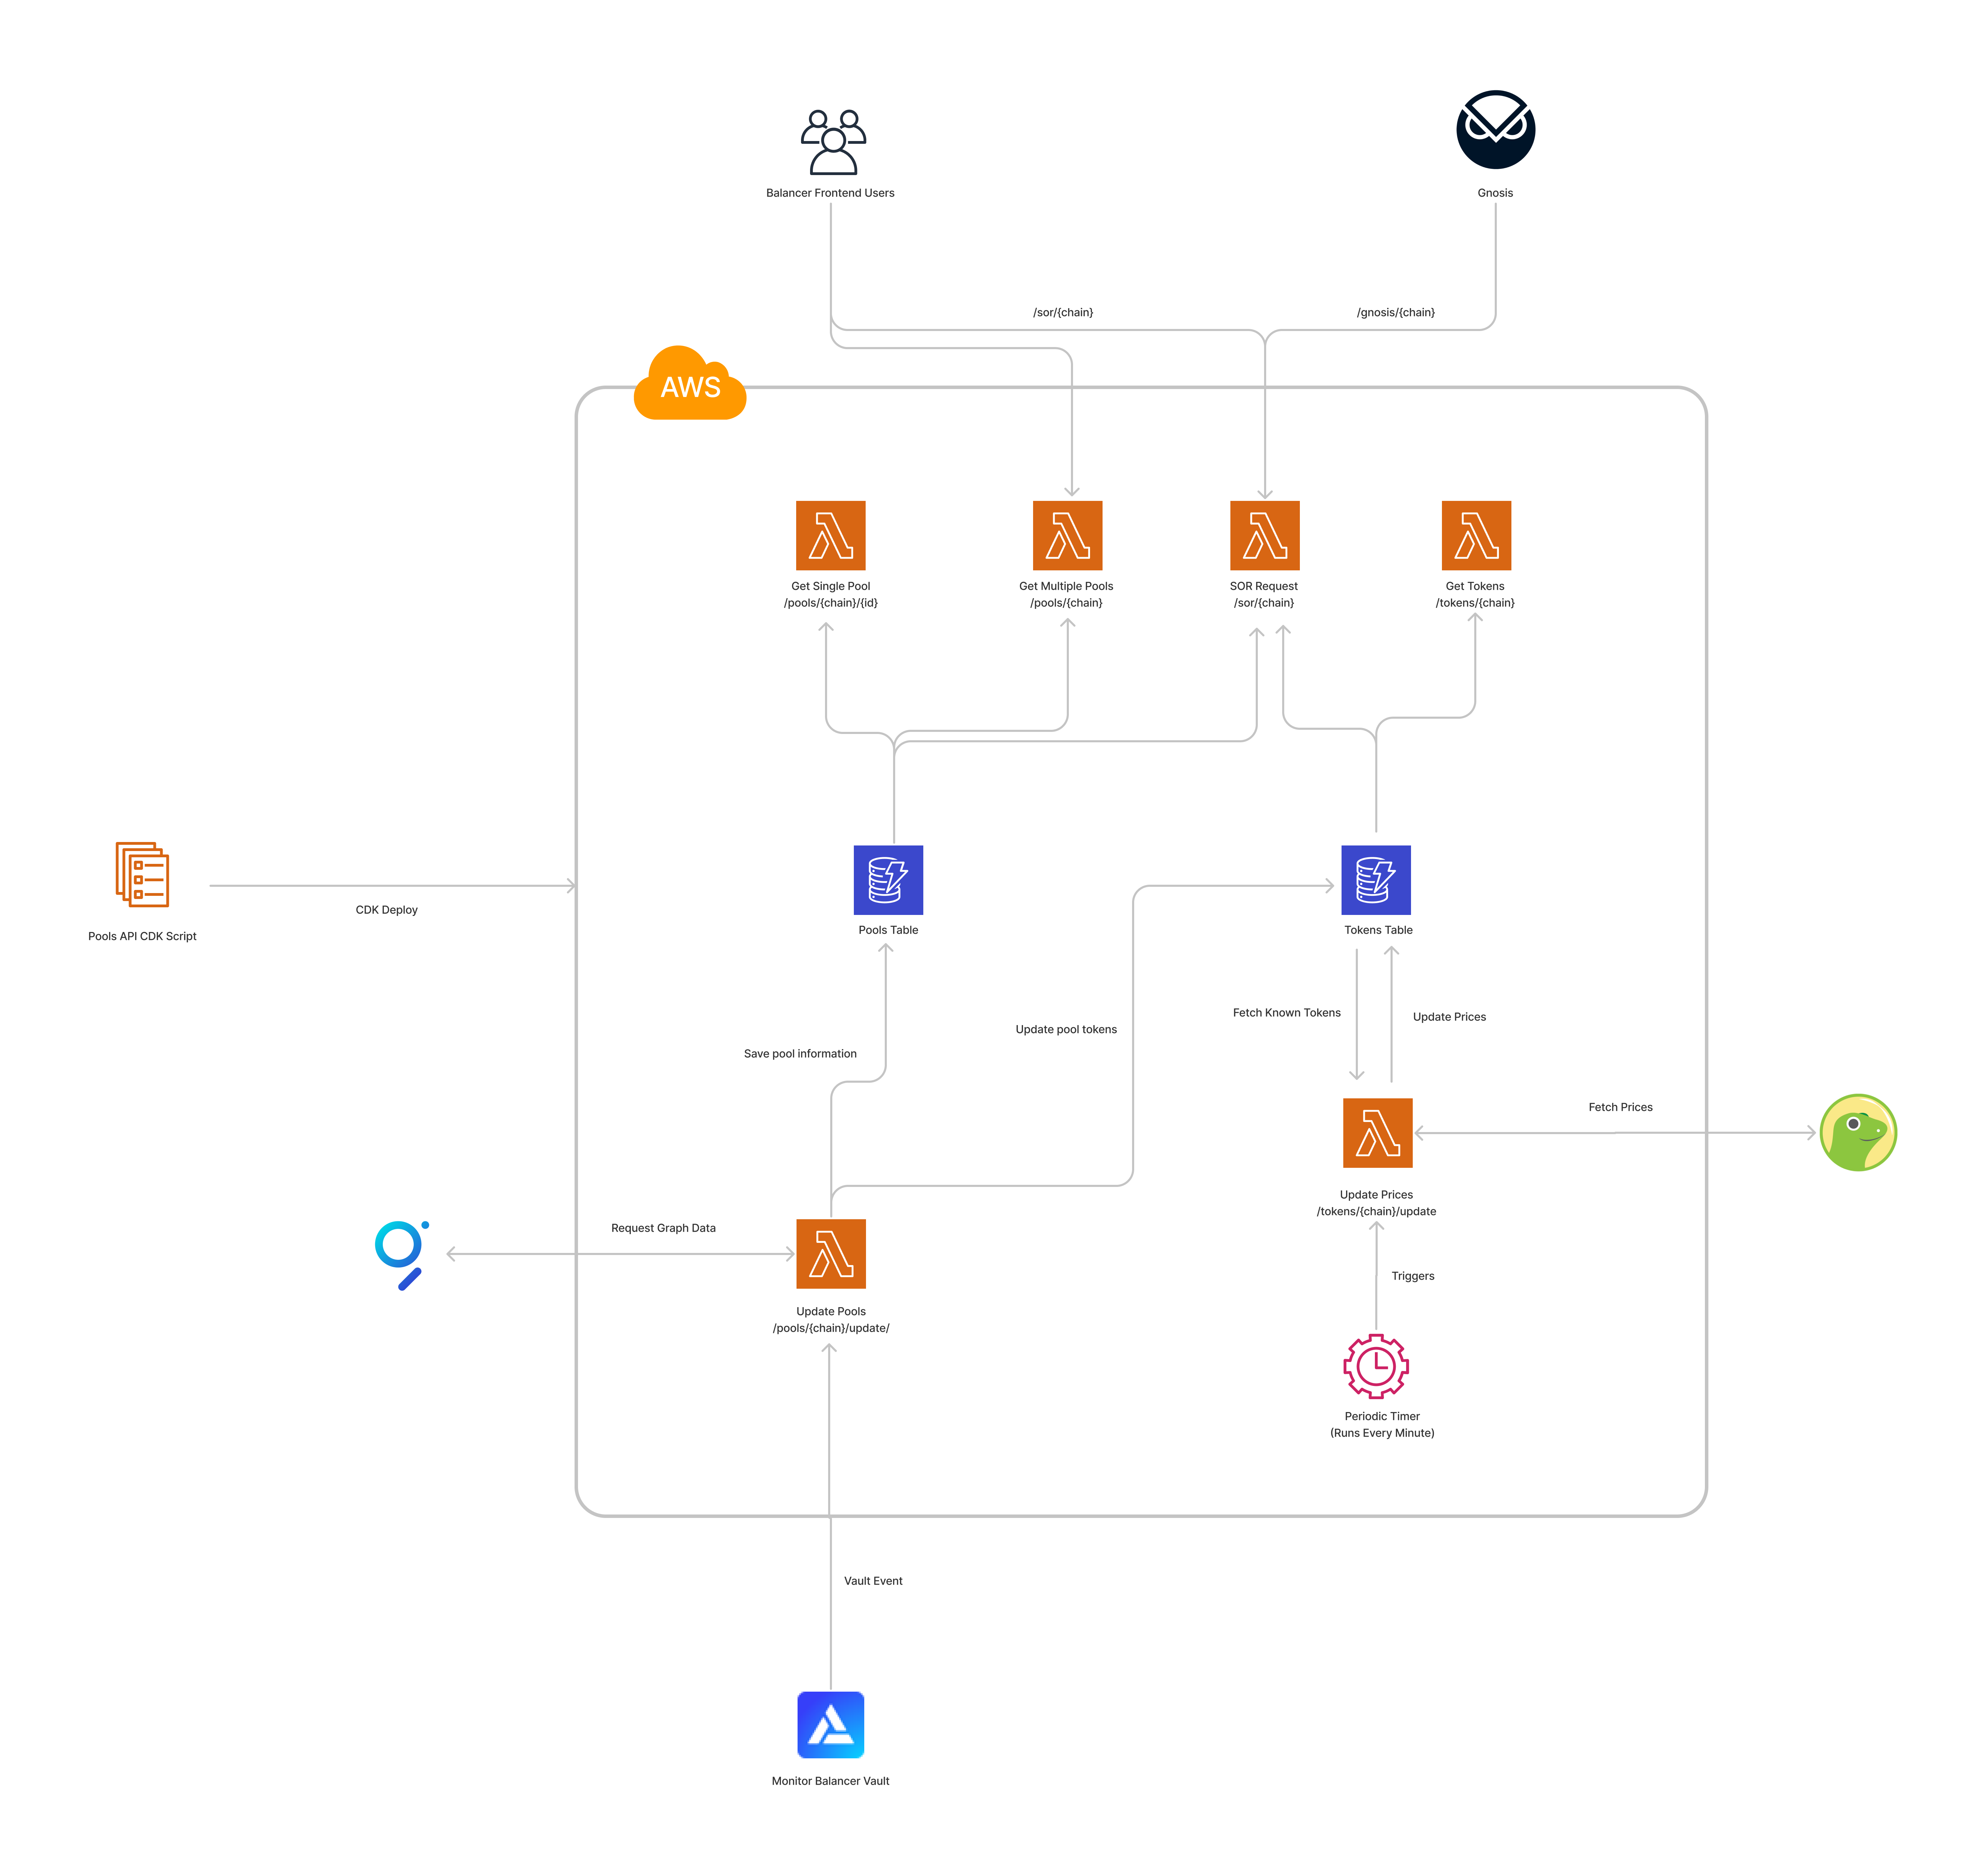 Balancer Frontend Users
Gnosis
/sor/{chain}
/gnosis/{chain}
AWS
Get Single Pool
/pools/{chain}/{id}
Get Multiple Pools
/pools/{chain}
SOR Request
/sor/{chain}
Get Tokens
/tokens/{chain}
Pools API CDK Script
CDK Deploy
Pools Table
Tokens Table
Fetch Known Tokens
Update Prices
Update pool tokens
Save pool information
Fetch Prices
Update Prices
/tokens/{chain}/update
Request Graph Data
Triggers
Update Pools
/pools/{chain}/update/
Periodic Timer
(Runs Every Minute)
Vault Event
Monitor Balancer Vault